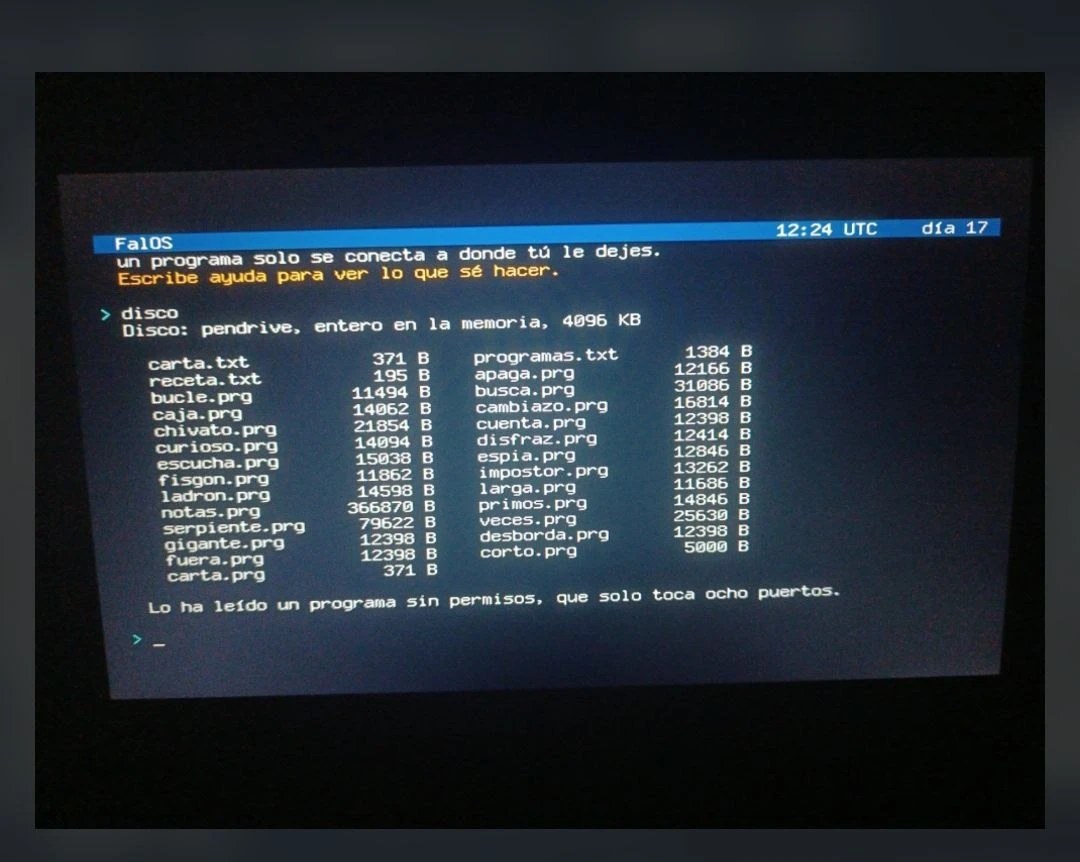 FalOS 12:24 UTC día 17
un programa solo se conecta a donde tú le dejes.
Escribe ayuda para ver lo que sé hacer.
> disco
Disco: pendrive, entero en la memoria, 4096 KB
carta.txt 371 B programas.txt 1384 B
receta.txt 195 B apaga.prg 12166 B
bucle.prg 11494 B busca.prg 31086 B
caja.prg 14062 B cambiazo.prg 16814 B
chivato.prg 21854 B cuenta.prg 12398 B
curioso.prg 14094 B disfraz.prg 12414 B
escucha.prg 15038 B espia.prg 12846 B
fisgon.prg 11862 B impostor.prg 13262 B
ladron.prg 14598 B larga.prg 11686 B
notas.prg 366870 B primos.prg 14846 B
serpiente.prg 79622 B veces.prg 25630 B
gigante.prg 12398 B desborda.prg 12398 B
fuera.prg 12398 B corto.prg 5000 B
carta.prg 371 B
Lo ha leído un programa sin permisos, que solo toca ocho puertos.
> _